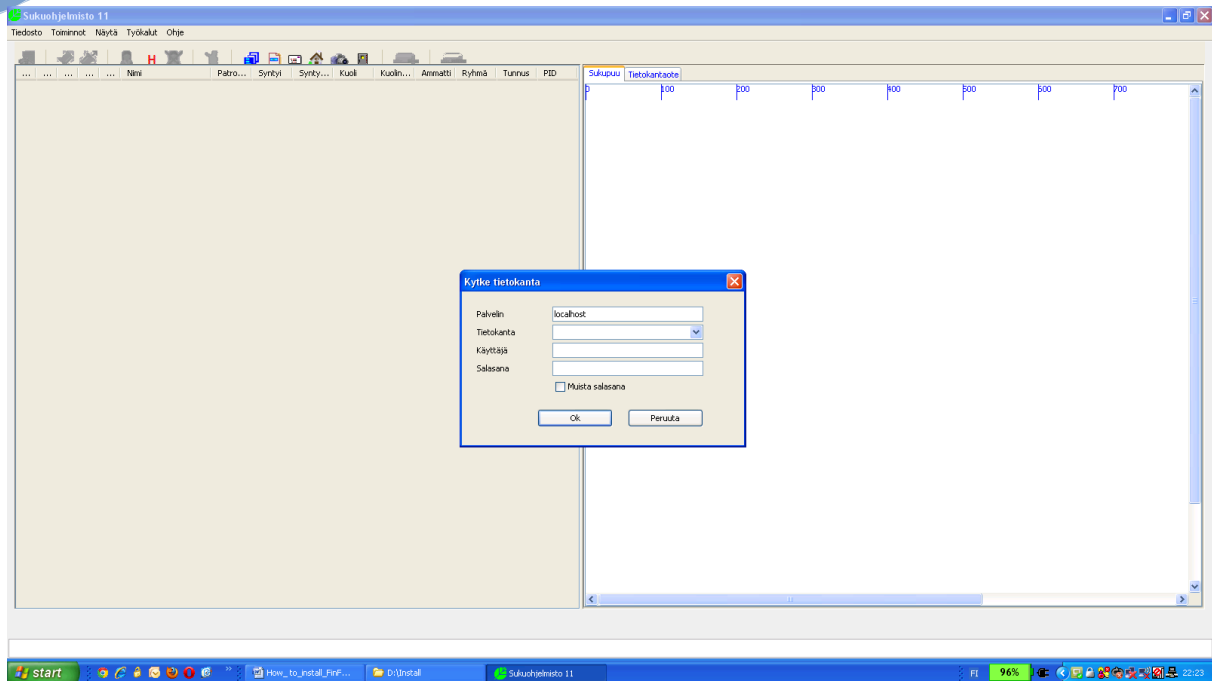 Sukuohjelmisto 11
Tiedosto Toiminnot Näytä Työkalut Ohje
H
... ... ... ... ... Nimi Patro... Syntyi Synty... Kuoli Kuolin... Ammatti Ryhmä Tunnus PID
Sukupuu Tietokantaote
0 100 200 300 400 500 600 700
Kytke tietokanta
Palvelin localhost
Tietokanta
Käyttäjä
Salasana
Muista salasana
Ok Peruuta
start How_to_install_FinF... D:\Install Sukuohjelmisto 11 FI 96% 22:23